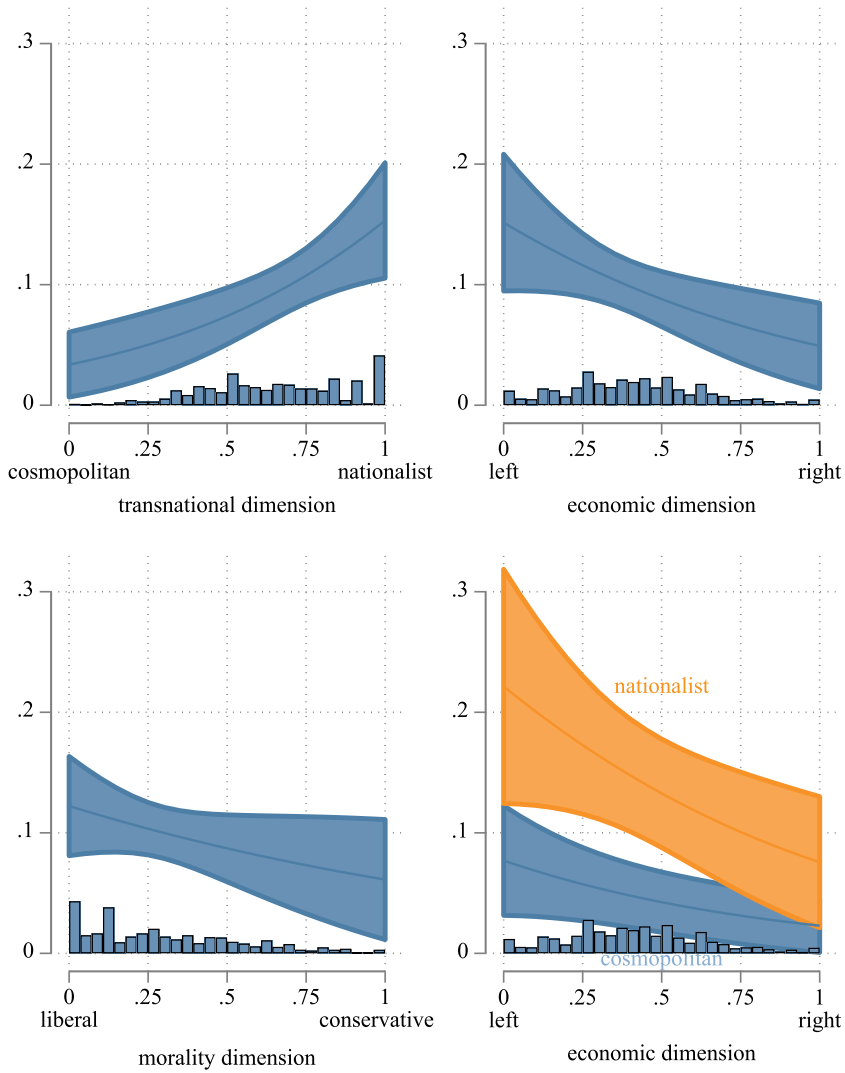 .3
.2
.1
0
0 .25 .5 .75 1
cosmopolitan nationalist
transnational dimension
.3
.2
.1
0
0 .25 .5 .75 1
left right
economic dimension
.3
.2
.1
0
0 .25 .5 .75 1
liberal conservative
morality dimension
.3
nationalist
.2
.1
0
cosmopolitan
0 .25 .5 .75 1
left right
economic dimension